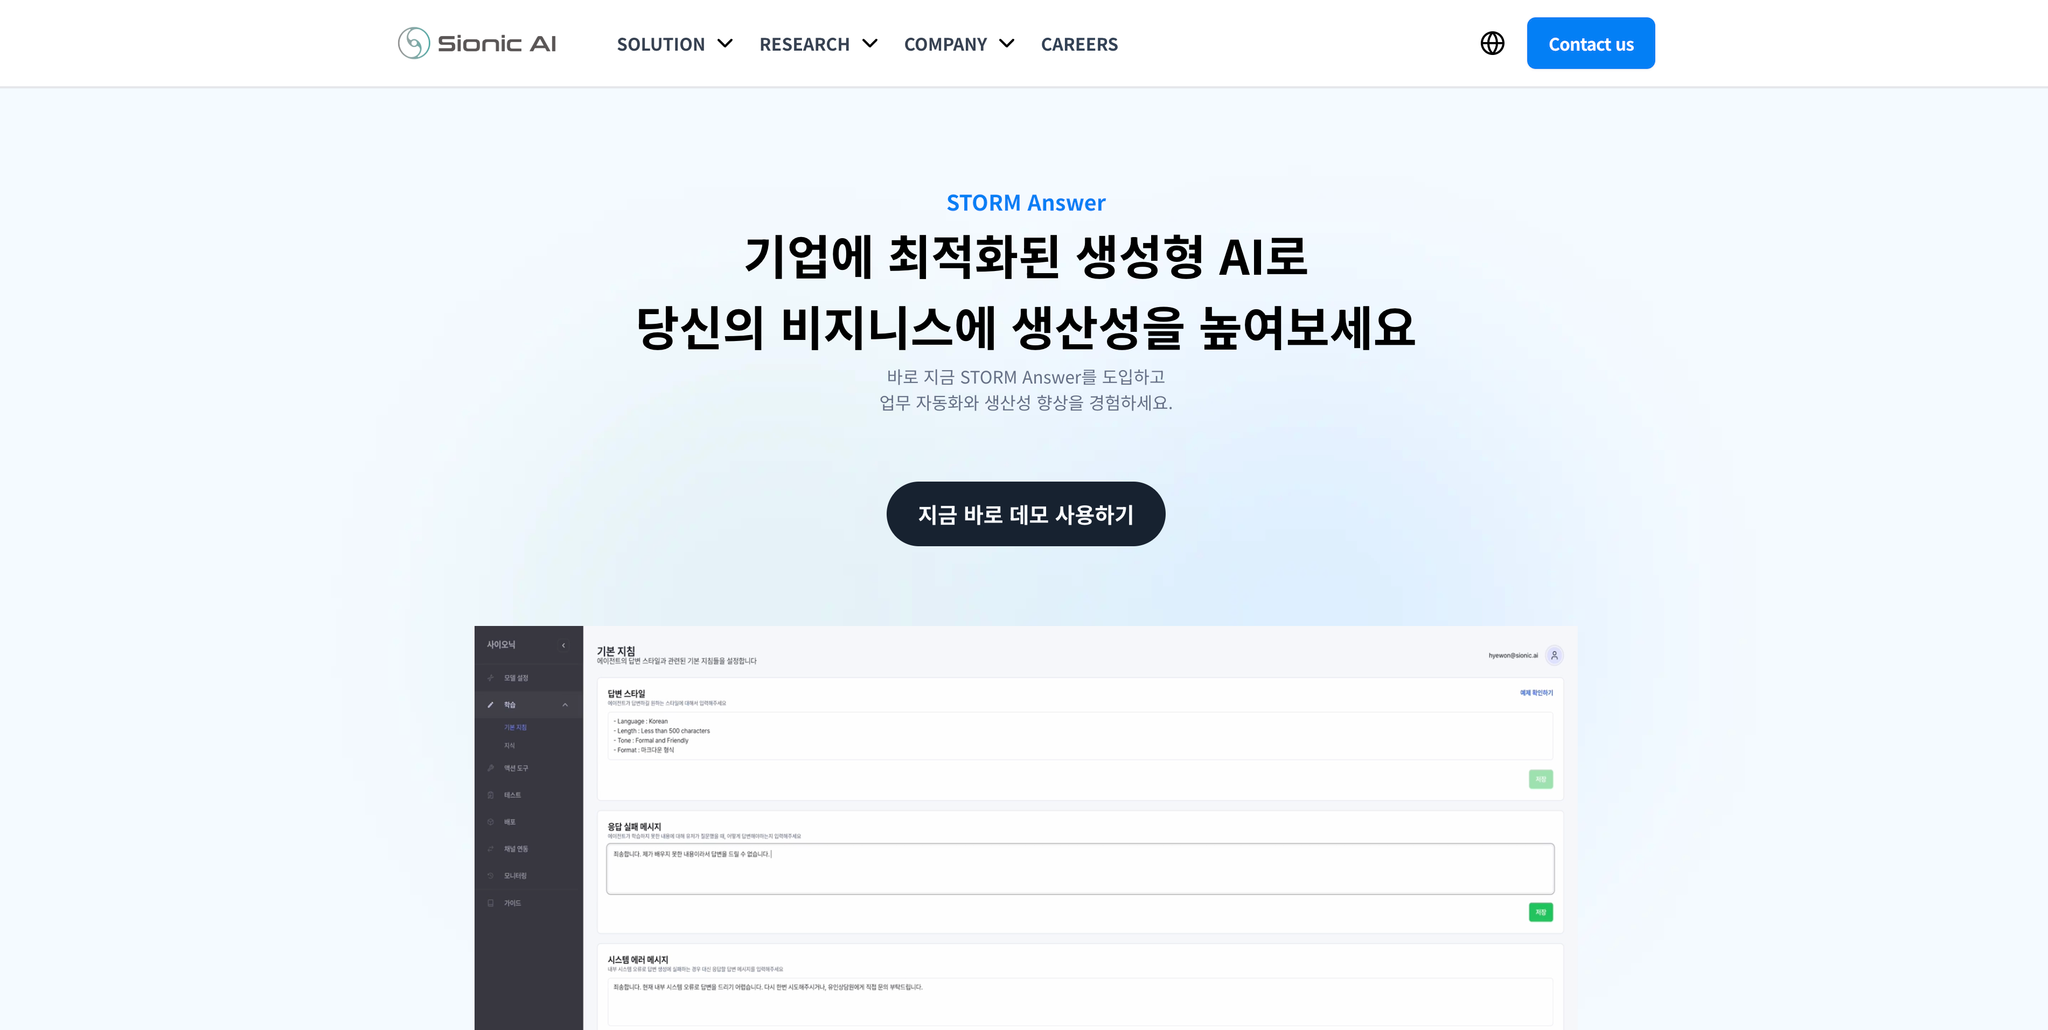 Sionic AI
SOLUTION
RESEARCH
COMPANY
CAREERS
Contact us
STORM Answer
기업에 최적화된 생성형 AI로
당신의 비지니스에 생산성을 높여보세요
바로 지금 STORM Answer를 도입하고
업무 자동화와 생산성 향상을 경험하세요.
지금 바로 데모 사용하기
사이오닉
모델 설정
학습
기본 지침
지식
액션 도구
테스트
배포
채널 연동
모니터링
가이드
기본 지침
에이전트의 답변 스타일과 관련된 기본 지침들을 설정합니다
hyewon@sionic.ai
답변 스타일
예제 확인하기
에이전트가 답변하길 원하는 스타일에 대해서 입력해주세요
- Language : Korean
- Length : Less than 500 characters
- Tone : Formal and Friendly
- Format : 마크다운 형식
저장
응답 실패 메시지
에이전트가 학습하지 못한 내용에 대해 유저가 질문했을 때, 어떻게 답변해야하는지 입력해주세요
죄송합니다. 제가 배우지 못한 내용이라서 답변을 드릴 수 없습니다.
저장
시스템 에러 메시지
내부 시스템 오류로 답변 생성에 실패하는 경우 대신 응답할 답변 메시지를 입력해주세요
죄송합니다. 현재 내부 시스템 오류로 답변을 드리기 어렵습니다. 다시 한번 시도해주시거나, 유인상담원에게 직접 문의 부탁드립니다.